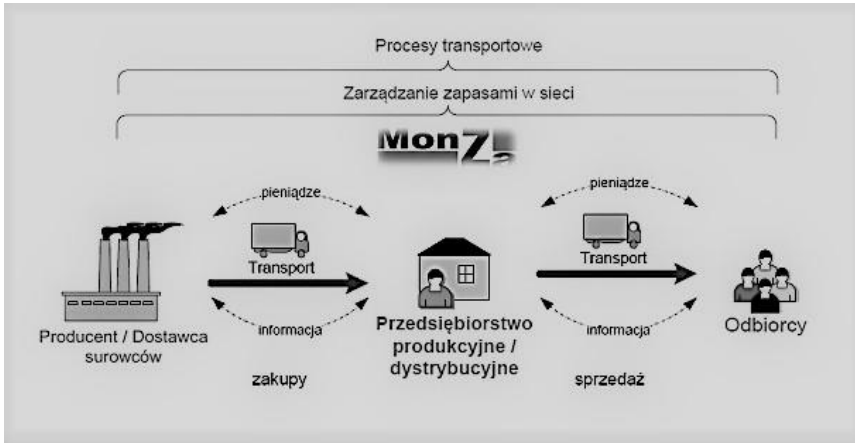 Procesy transportowe
Zarządzanie zapasami w sieci
MonZa
pieniądze
pieniądze
Transport
Transport
informacja
informacja
Producent / Dostawca
surowców
Przedsiębiorstwo
produkcyjne /
dystrybucyjne
Odbiorcy
zakupy
sprzedaż